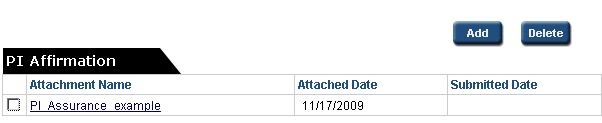 Add Delete
PI Affirmation
Attachment Name Attached Date Submitted Date
PI_Assurance_example 11/17/2009